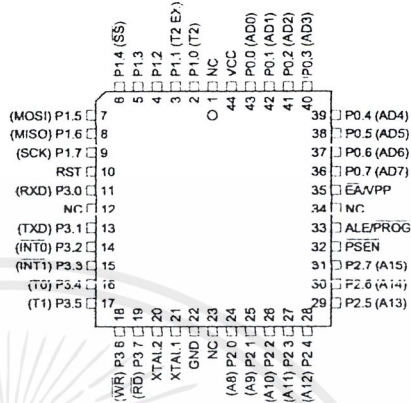 P1.4 (SS)
P1.3
P1.2
P1.1 (T2 EX)
P1.0 (T2)
NC
VCC
P0.0 (AD0)
P0.1 (AD1)
P0.2 (AD2)
P0.3 (AD3)
6 5 4 3 2 1 44 43 42 41 40
(MOSI) P1.5 7
(MISO) P1.6 8
(SCK) P1.7 9
RST 10
(RXD) P3.0 11
NC 12
(TXD) P3.1 13
(INT0) P3.2 14
(INT1) P3.3 15
(T0) P3.4 16
(T1) P3.5 17
39 P0.4 (AD4)
38 P0.5 (AD5)
37 P0.6 (AD6)
36 P0.7 (AD7)
35 EA/VPP
34 NC
33 ALE/PROG
32 PSEN
31 P2.7 (A15)
30 P2.6 (A14)
29 P2.5 (A13)
18 19 20 21 22 23 24 25 26 27 28
(WR) P3 6
(RD) P3 7
XTAL2
XTAL1
GND
NC
(A8) P2 0
(A9) P2 1
(A10) P2 2
(A11) P2 3
(A12) P2 4